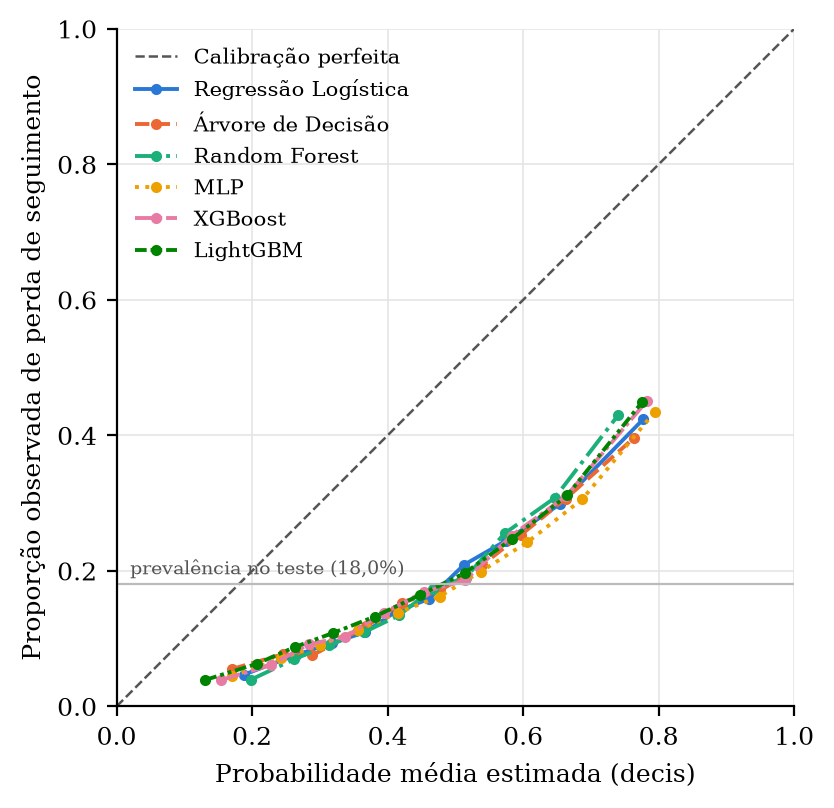 Proporção observada de perda de seguimento
1.0
0.8
0.6
0.4
0.2
0.0
Calibração perfeita
Regressão Logística
Árvore de Decisão
Random Forest
MLP
XGBoost
LightGBM
prevalência no teste (18,0%)
0.0 0.2 0.4 0.6 0.8 1.0
Probabilidade média estimada (decis)